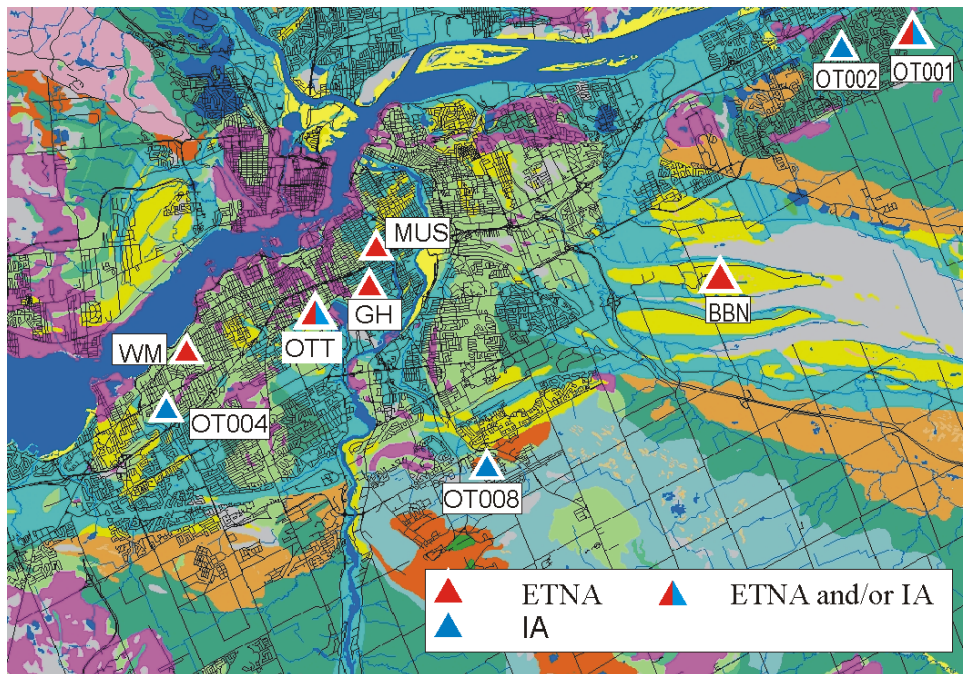 OT002
OT001
MUS
BBN
GH
OTT
WM
OT004
OT008
ETNA
ETNA and/or IA
IA